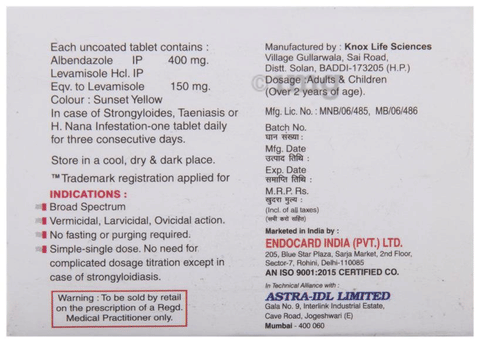 Each uncoated tablet contains :
Albendazole IP 400 mg.
Levamisole Hcl. IP
Eqv. to Levamisole 150 mg.
Colour : Sunset Yellow
In case of Strongyloides, Taeniasis or
H. Nana Infestation-one tablet daily
for three consecutive days.
Store in a cool, dry & dark place.
™Trademark registration applied for
INDICATIONS :
Broad Spectrum
Vermicidal, Larvicidal, Ovicidal action.
No fasting or purging required.
Simple-single dose. No need for
complicated dosage titration except in
case of strongyloidiasis.
Warning : To be sold by retail
on the prescription of a Regd.
Medical Practitioner only.
Manufactured by : Knox Life Sciences
Village Gullarwala, Sai Road,
Distt. Solan, BADDI-173205 (H.P.)
Dosage :Adults & Children
(Over 2 years of age).
Mfg. Lic. No. : MNB/06/485, MB/06/486
Batch No.
घान संख्या :
Mfg. Date
उत्पाद तिथि :
Exp. Date
समाप्ति तिथि :
M.R.P. Rs.
खुदरा मूल्य :
(Incl. of all taxes)
(सभी करों सहित)
Marketed in India by :
ENDOCARD INDIA (PVT.) LTD.
205, Blue Star Plaza, Sarja Market, 2nd Floor,
Sector-7, Rohini, Delhi-110085
AN ISO 9001:2015 CERTIFIED CO.
In Technical Alliance with :
ASTRA-IDL LIMITED
Gala No. 9, Interlink Industrial Estate,
Cave Road, Jogeshwari (E)
Mumbai - 400 060